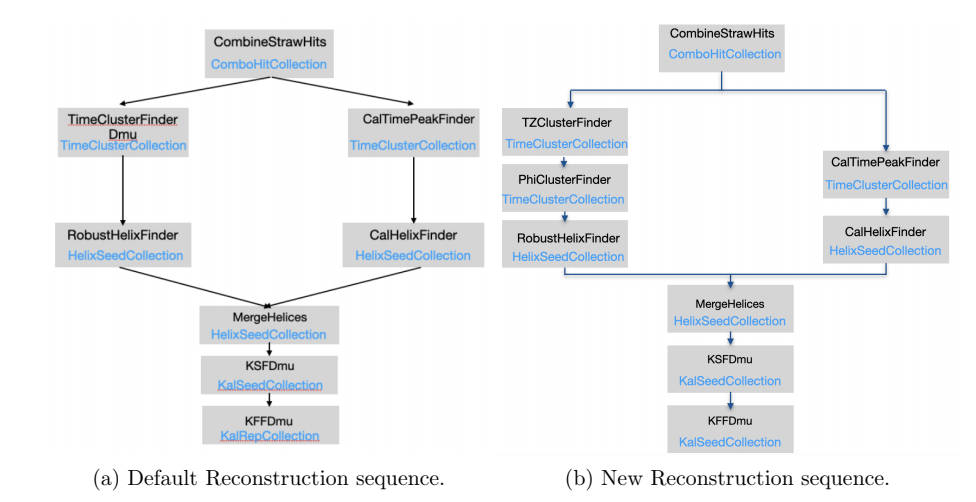 CombineStrawHits
ComboHitCollection
TimeClusterFinder
Dmu
TimeClusterCollection
CalTimePeakFinder
TimeClusterCollection
RobustHelixFinder
HelixSeedCollection
CalHelixFinder
HelixSeedCollection
MergeHelices
HelixSeedCollection
KSFDmu
KalSeedCollection
KFFDmu
KalRepCollection
(a) Default Reconstruction sequence.
CombineStrawHits
ComboHitCollection
TZClusterFinder
TimeClusterCollection
PhiClusterFinder
TimeClusterCollection
RobustHelixFinder
HelixSeedCollection
CalTimePeakFinder
TimeClusterCollection
CalHelixFinder
HelixSeedCollection
MergeHelices
HelixSeedCollection
KSFDmu
KalSeedCollection
KFFDmu
KalSeedCollection
(b) New Reconstruction sequence.